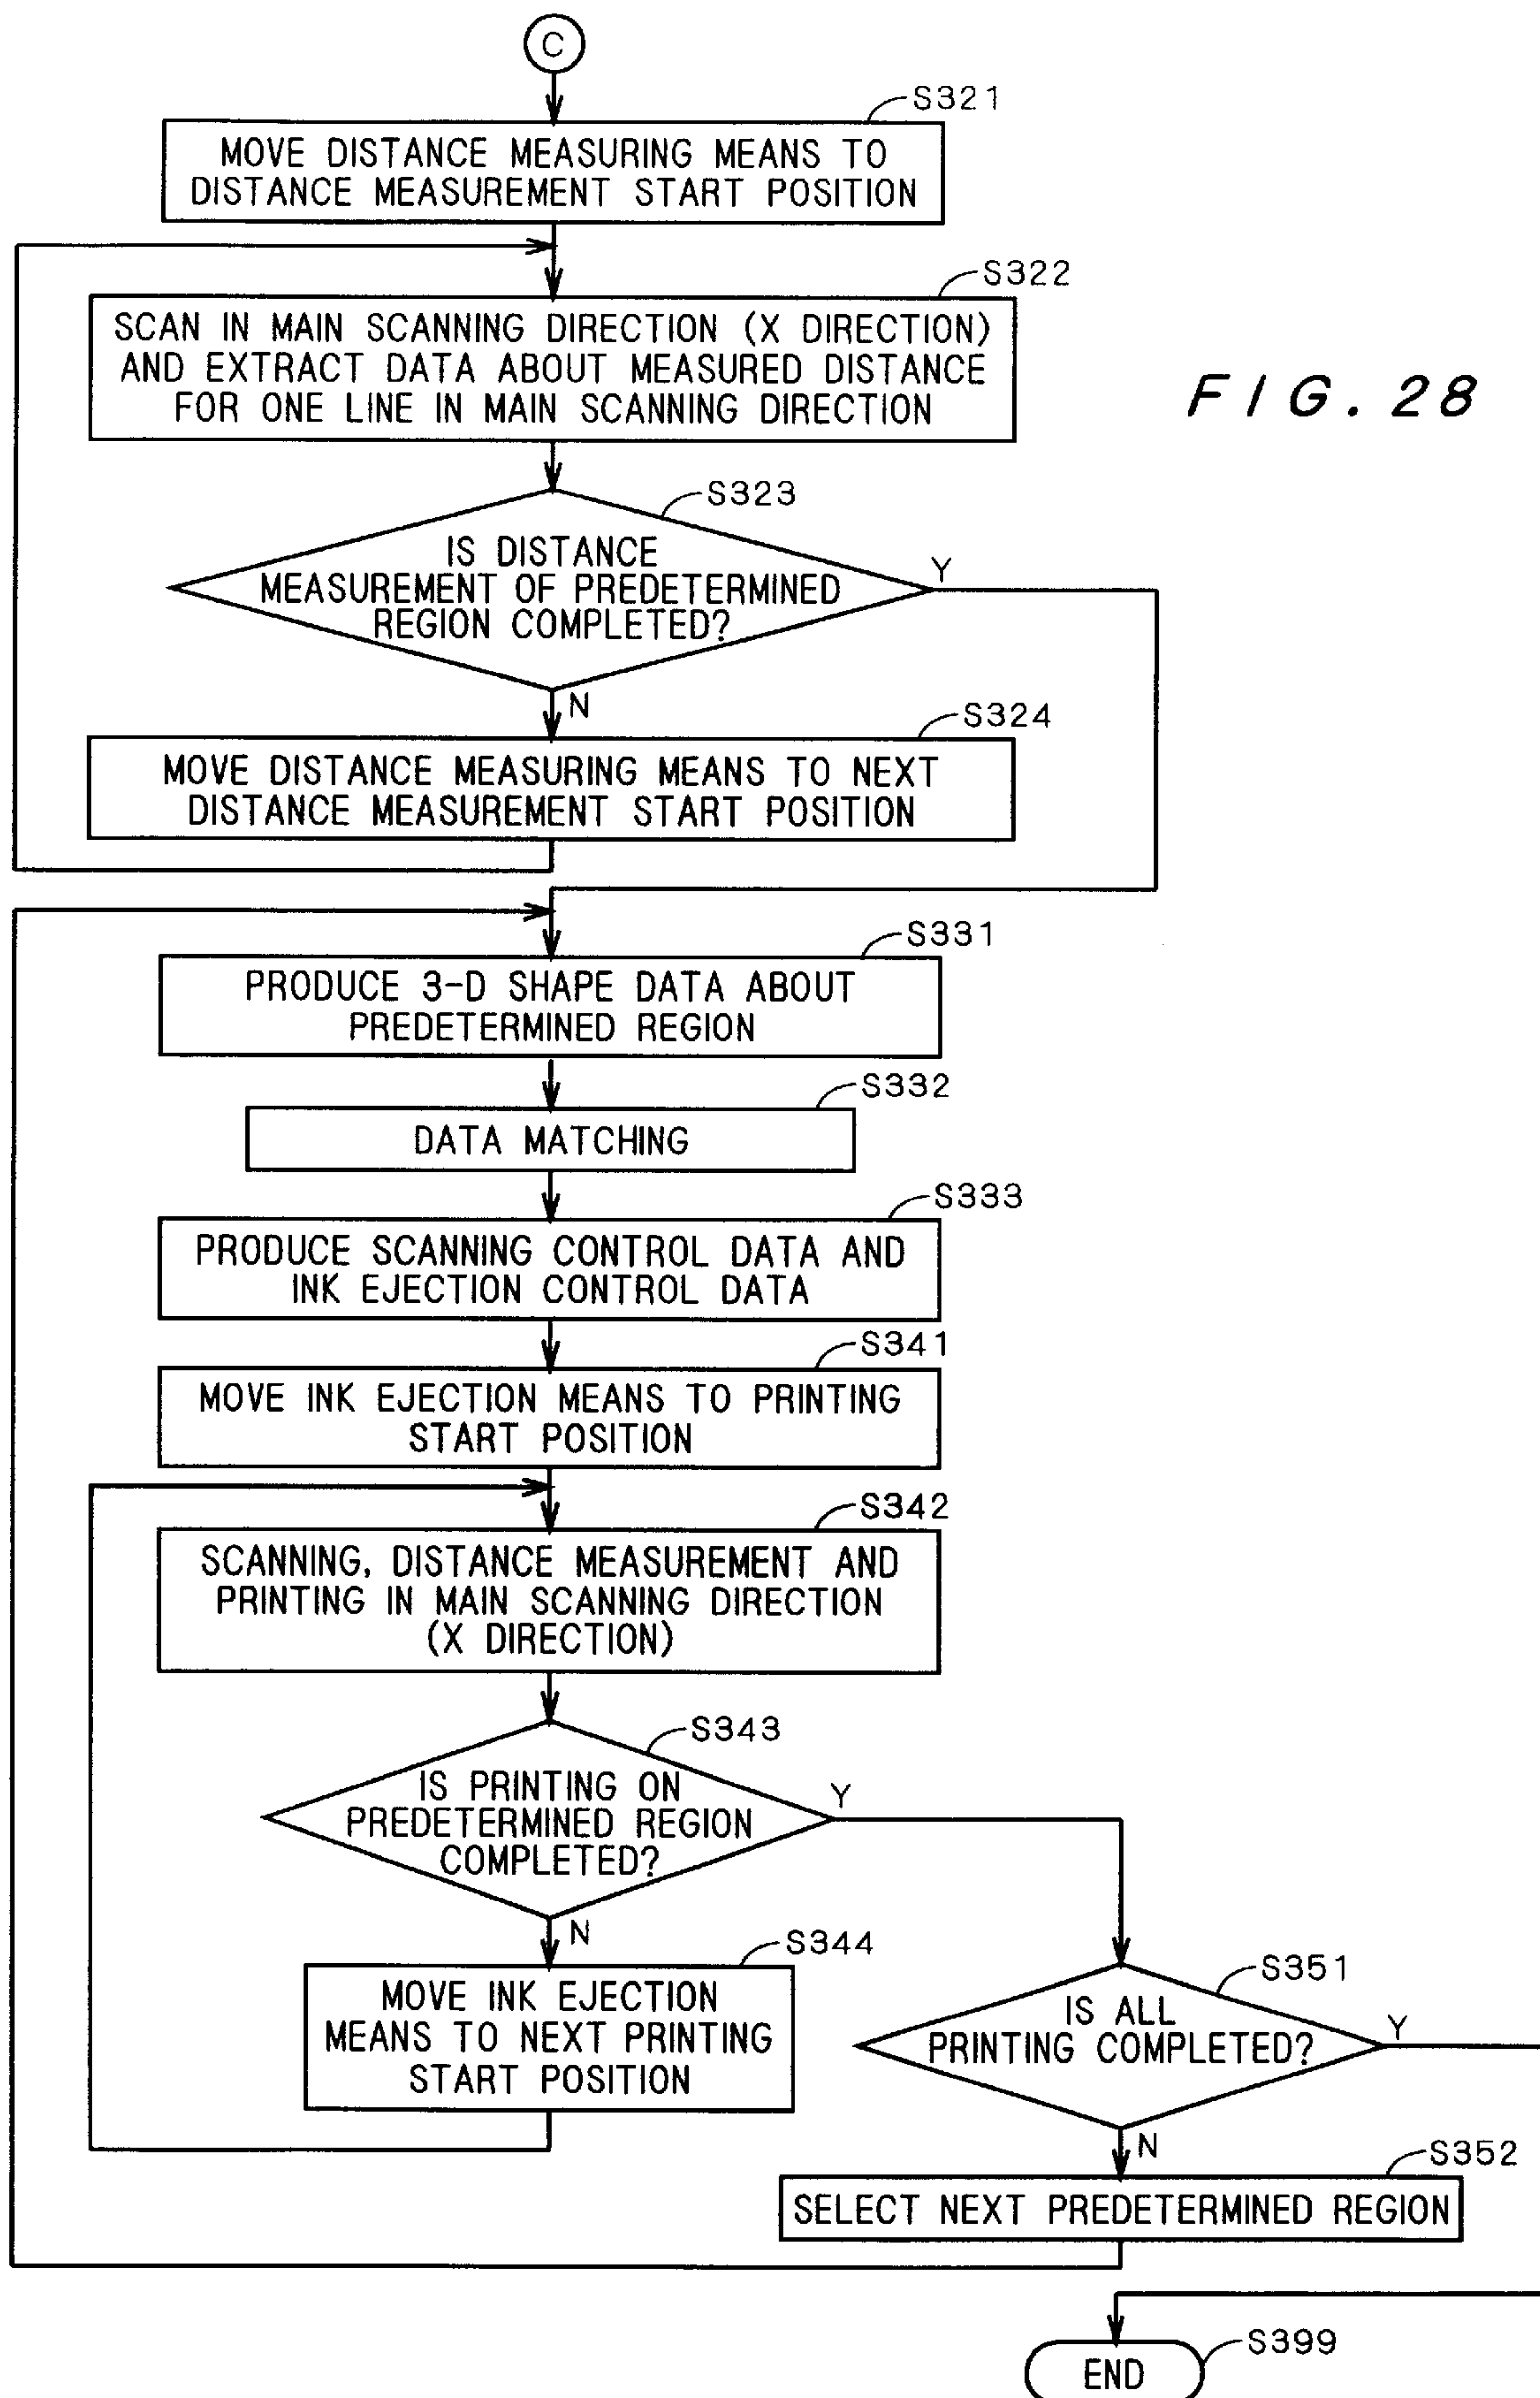 C
S321
MOVE DISTANCE MEASURING MEANS TO
DISTANCE MEASUREMENT START POSITION
S322
SCAN IN MAIN SCANNING DIRECTION (X DIRECTION)
AND EXTRACT DATA ABOUT MEASURED DISTANCE
FOR ONE LINE IN MAIN SCANNING DIRECTION
FIG. 28
S323
IS DISTANCE
MEASUREMENT OF PREDETERMINED
REGION COMPLETED?
Y
N
S324
MOVE DISTANCE MEASURING MEANS TO NEXT
DISTANCE MEASUREMENT START POSITION
S331
PRODUCE 3-D SHAPE DATA ABOUT
PREDETERMINED REGION
S332
DATA MATCHING
S333
PRODUCE SCANNING CONTROL DATA AND
INK EJECTION CONTROL DATA
S341
MOVE INK EJECTION MEANS TO PRINTING
START POSITION
S342
SCANNING, DISTANCE MEASUREMENT AND
PRINTING IN MAIN SCANNING DIRECTION
(X DIRECTION)
S343
IS PRINTING ON
PREDETERMINED REGION
COMPLETED?
Y
N
S344
MOVE INK EJECTION
MEANS TO NEXT PRINTING
START POSITION
S351
IS ALL
PRINTING COMPLETED?
Y
N
S352
SELECT NEXT PREDETERMINED REGION
S399
END